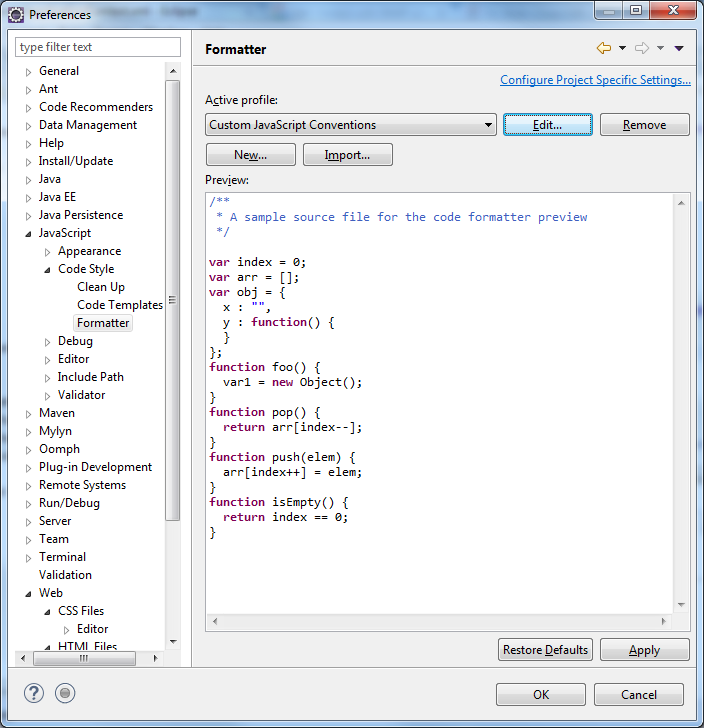 Preferences
type filter text
General
Ant
Code Recommenders
Data Management
Help
Install/Update
Java
Java EE
Java Persistence
JavaScript
Appearance
Code Style
Clean Up
Code Templates
Formatter
Debug
Editor
Include Path
Validator
Maven
Mylyn
Oomph
Plug-in Development
Remote Systems
Run/Debug
Server
Team
Terminal
Validation
Web
CSS Files
Editor
HTML Files
Formatter
Configure Project Specific Settings...
Active profile:
Custom JavaScript Conventions
Edit...
Remove
New...
Import...
Preview:
/**
 * A sample source file for the code formatter preview
 */

var index = 0;
var arr = [];
var obj = {
  x : "",
  y : function() {
  }
};
function foo() {
  var1 = new Object();
}
function pop() {
  return arr[index--];
}
function push(elem) {
  arr[index++] = elem;
}
function isEmpty() {
  return index == 0;
}
Restore Defaults
Apply
?
OK
Cancel